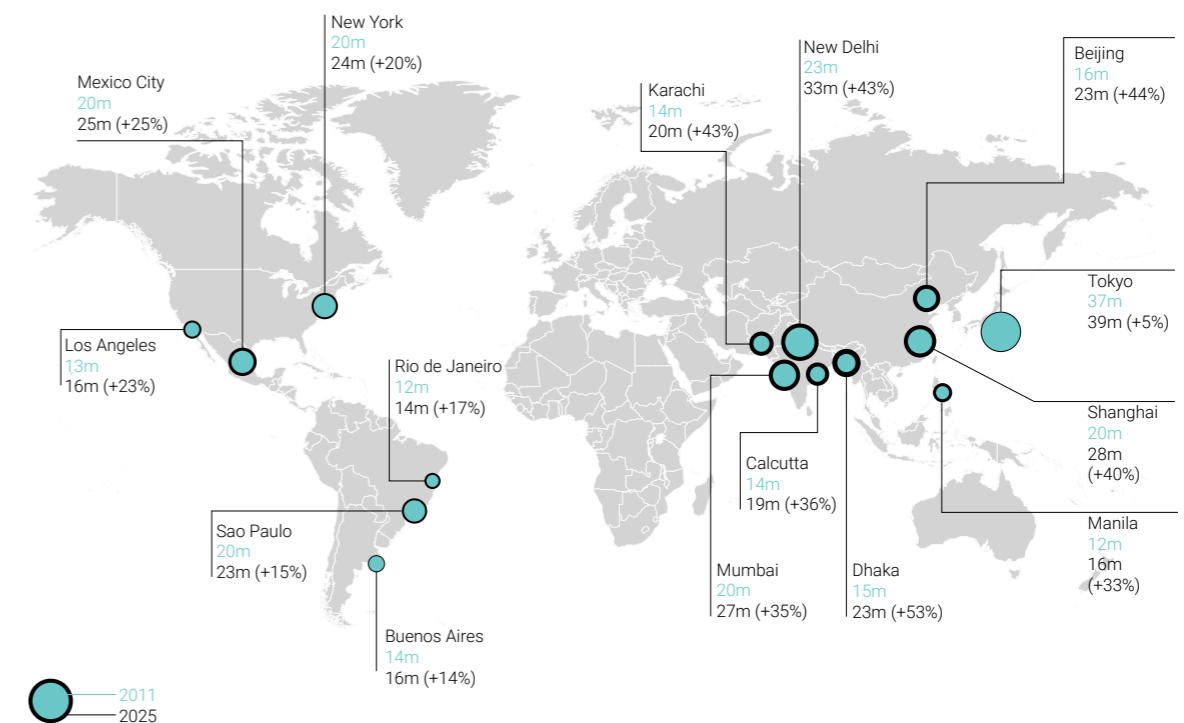 New York
20m
24m (+20%)
Mexico City
20m
25m (+25%)
Los Angeles
13m
16m (+23%)
Rio de Janeiro
12m
14m (+17%)
Sao Paulo
20m
23m (+15%)
Buenos Aires
14m
16m (+14%)
Karachi
14m
20m (+43%)
New Delhi
23m
33m (+43%)
Beijing
16m
23m (+44%)
Tokyo
37m
39m (+5%)
Shanghai
20m
28m
(+40%)
Manila
12m
16m
(+33%)
Calcutta
14m
19m (+36%)
Mumbai
20m
27m (+35%)
Dhaka
15m
23m (+53%)
2011
2025